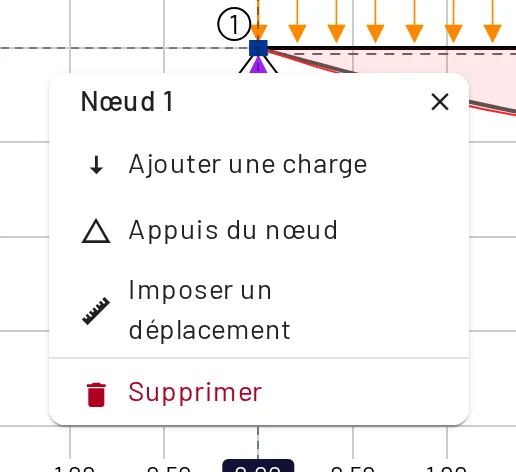 1
Nœud 1
Ajouter une charge
Appuis du nœud
Imposer un
déplacement
Supprimer